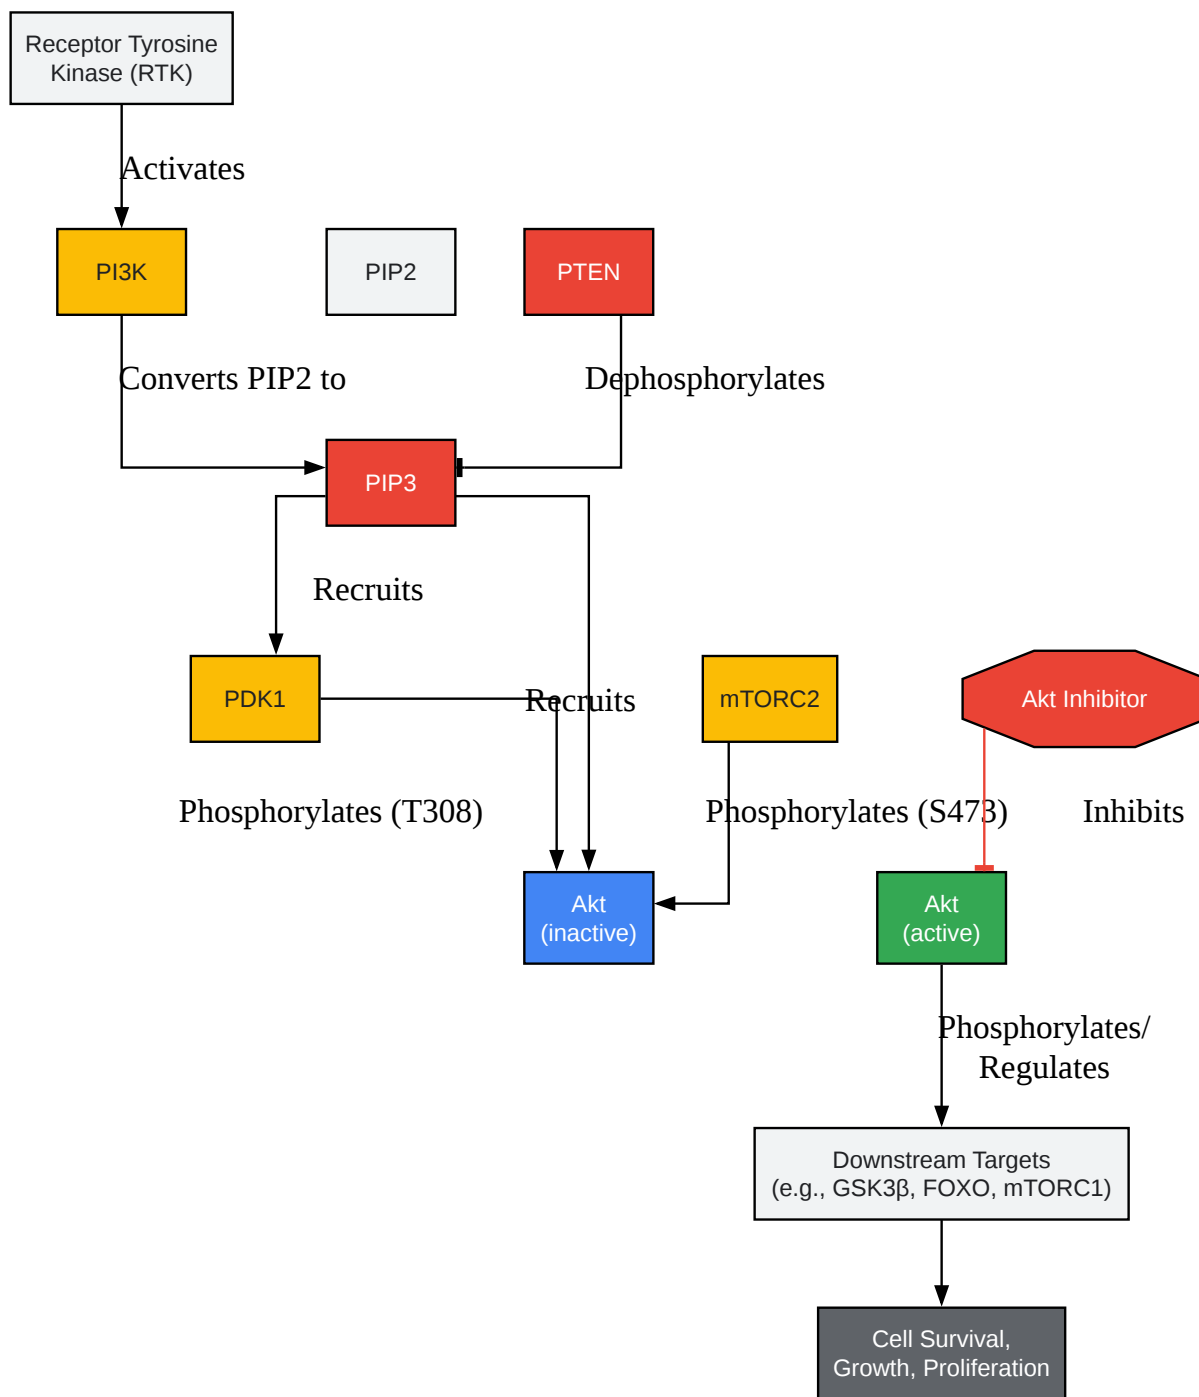 Receptor Tyrosine
Kinase (RTK)
Activates
PI3K
PIP2
PTEN
Converts PIP2 to
Dephosphorylates
PIP3
Recruits
PDK1
Recruits
mTORC2
Akt Inhibitor
Phosphorylates (T308)
Phosphorylates (S473)
Inhibits
Akt
(inactive)
Akt
(active)
Phosphorylates/
Regulates
Downstream Targets
(e.g., GSK3β, FOXO, mTORC1)
Cell Survival,
Growth, Proliferation